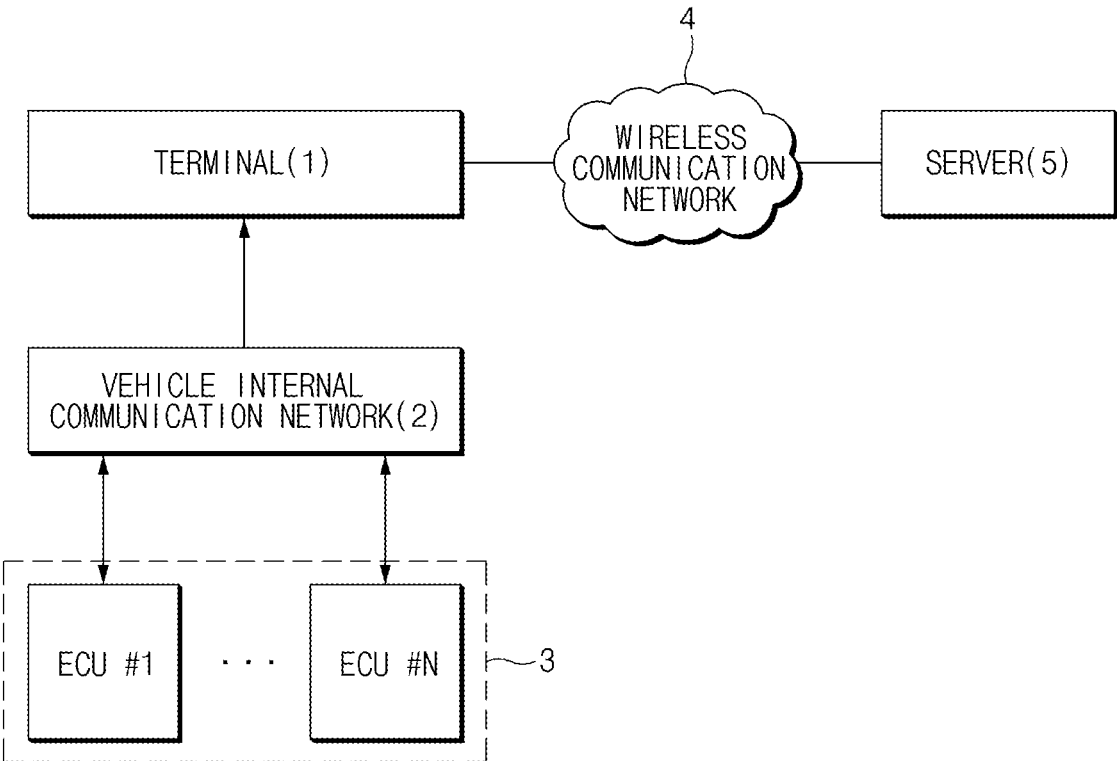 4
TERMINAL(1)
WIRELESS
COMMUNICATION
NETWORK
SERVER(5)
VEHICLE INTERNAL
COMMUNICATION NETWORK(2)
ECU #1
· · ·
ECU #N
3